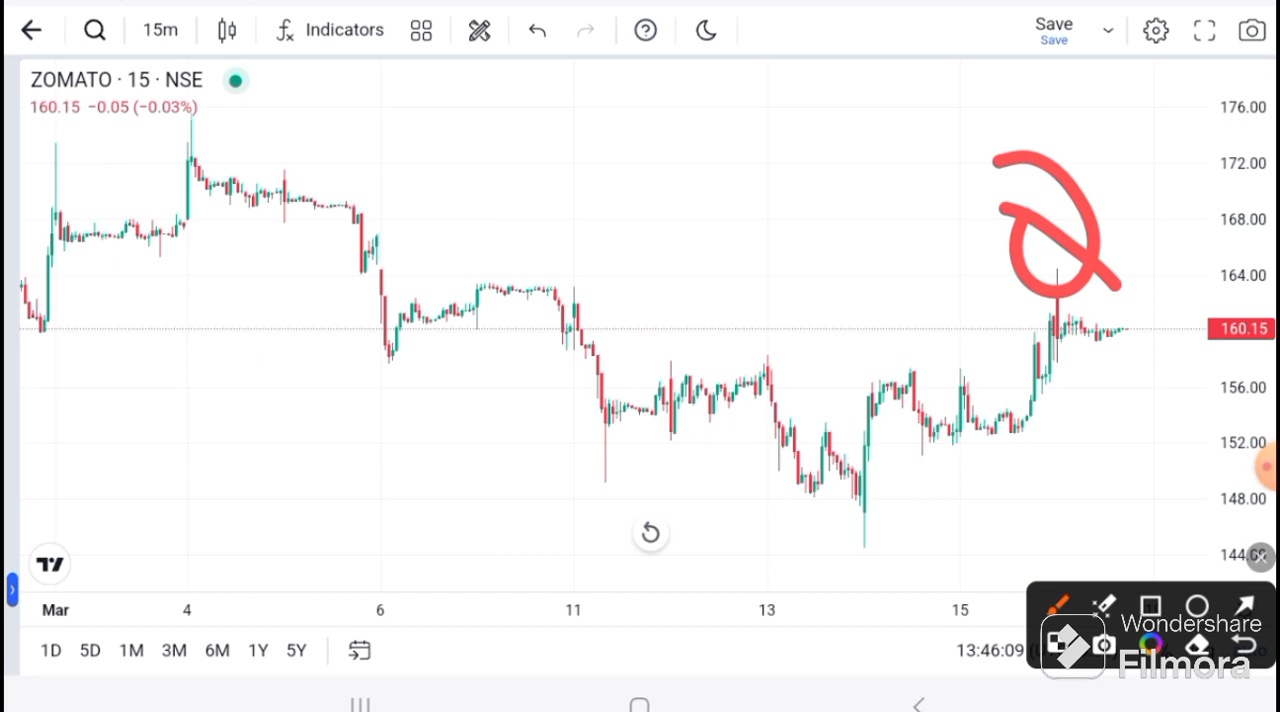 15m Indicators Save
Save
ZOMATO · 15 · NSE
160.15 −0.05 (−0.03%)
176.00
172.00
168.00
164.00
160.15
156.00
152.00
148.00
Mar 4 6 11 13 15
1D 5D 1M 3M 6M 1Y 5Y 13:46:09
Wondershare
Filmora